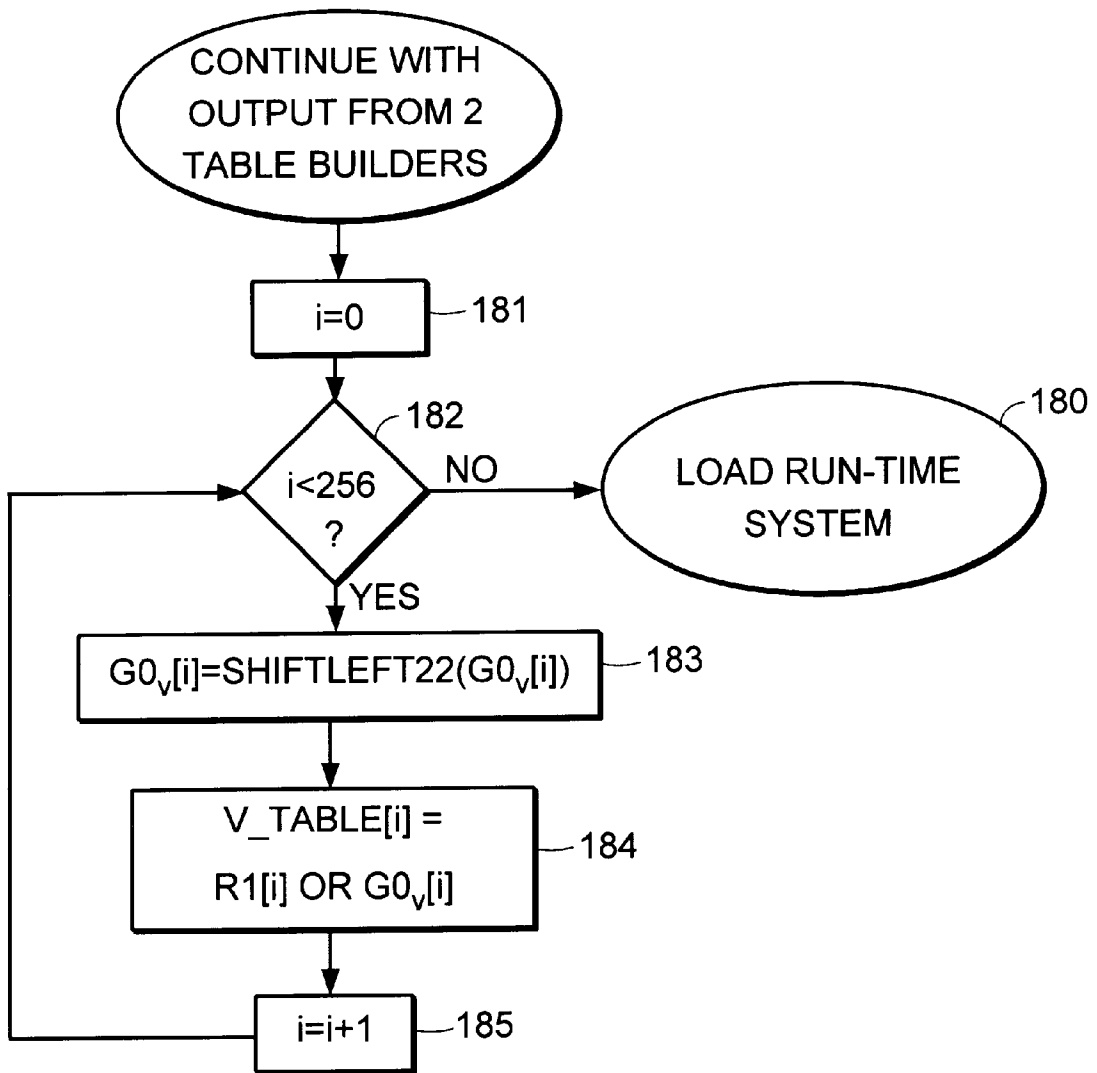 CONTINUE WITH
OUTPUT FROM 2
TABLE BUILDERS
i=0
181
182
i<256
?
NO
180
LOAD RUN-TIME
SYSTEM
YES
G0ᵥ[i]=SHIFTLEFT22(G0ᵥ[i])
183
V_TABLE[i] =
R1[i] OR G0ᵥ[i]
184
i=i+1
185